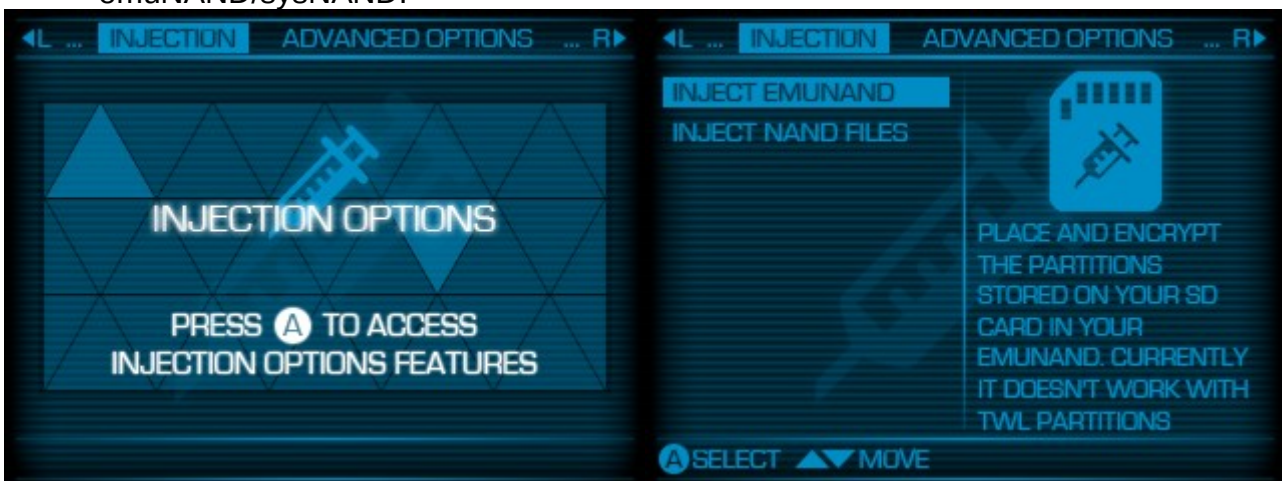 emuNAND/sysNAND.
L ... INJECTION ADVANCED OPTIONS ... R
INJECTION OPTIONS
PRESS A TO ACCESS
INJECTION OPTIONS FEATURES
L ... INJECTION ADVANCED OPTIONS ... R
INJECT EMUNAND
INJECT NAND FILES
PLACE AND ENCRYPT
THE PARTITIONS
STORED ON YOUR SD
CARD IN YOUR
EMUNAND. CURRENTLY
IT DOESN'T WORK WITH
TWL PARTITIONS
A SELECT MOVE